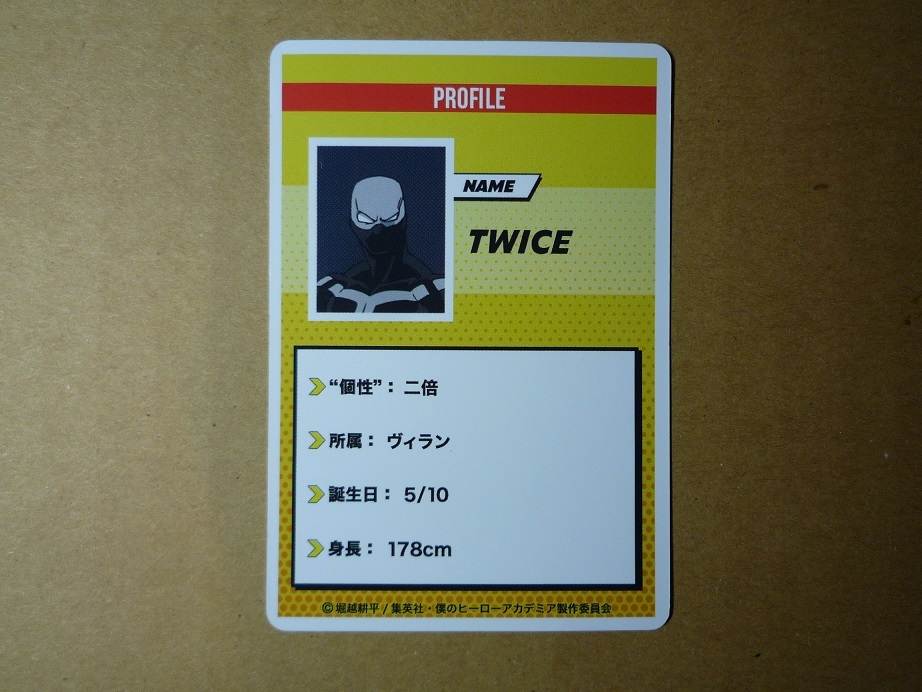 PROFILE
NAME
TWICE
“個性”： 二倍
所属： ヴィラン
誕生日： 5/10
身長： 178cm
©堀越耕平/集英社・僕のヒーローアカデミア製作委員会